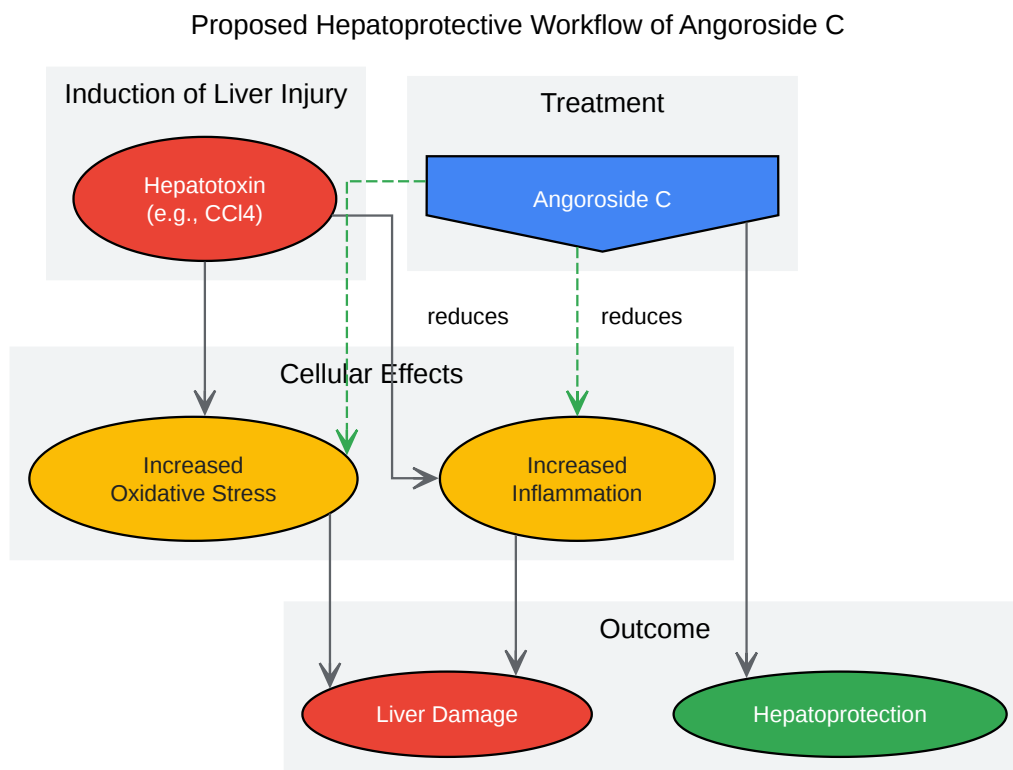 Proposed Hepatoprotective Workflow of Angoroside C
Induction of Liver Injury
Treatment
Hepatotoxin
(e.g., CCl4)
Angoroside C
reduces
reduces
Cellular Effects
Increased
Oxidative Stress
Increased
Inflammation
Outcome
Liver Damage
Hepatoprotection